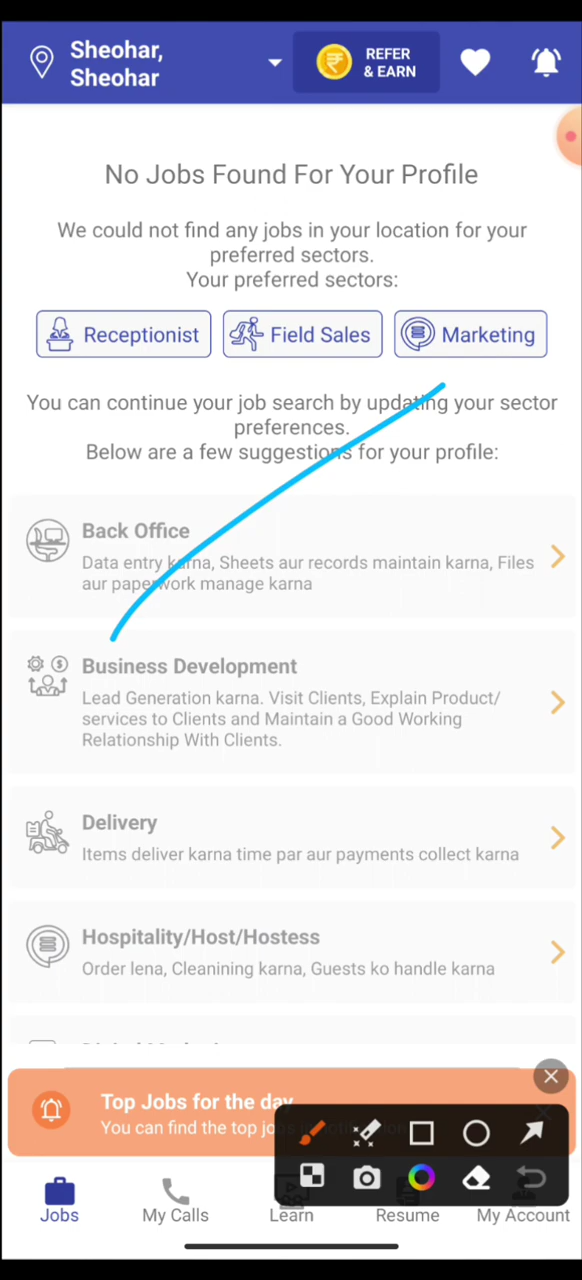 Sheohar,
Sheohar
REFER
& EARN
No Jobs Found For Your Profile
We could not find any jobs in your location for your
preferred sectors.
Your preferred sectors:
Receptionist Field Sales Marketing
You can continue your job search by updating your sector
preferences.
Below are a few suggestions for your profile:
Back Office
Data entry karna, Sheets aur records maintain karna, Files
aur paperwork manage karna
Business Development
Lead Generation karna. Visit Clients, Explain Product/
services to Clients and Maintain a Good Working
Relationship With Clients.
Delivery
Items deliver karna time par aur payments collect karna
Hospitality/Host/Hostess
Order lena, Cleanining karna, Guests ko handle karna
Top Jobs for the day
You can find the top
Jobs My Calls Learn Resume My Account